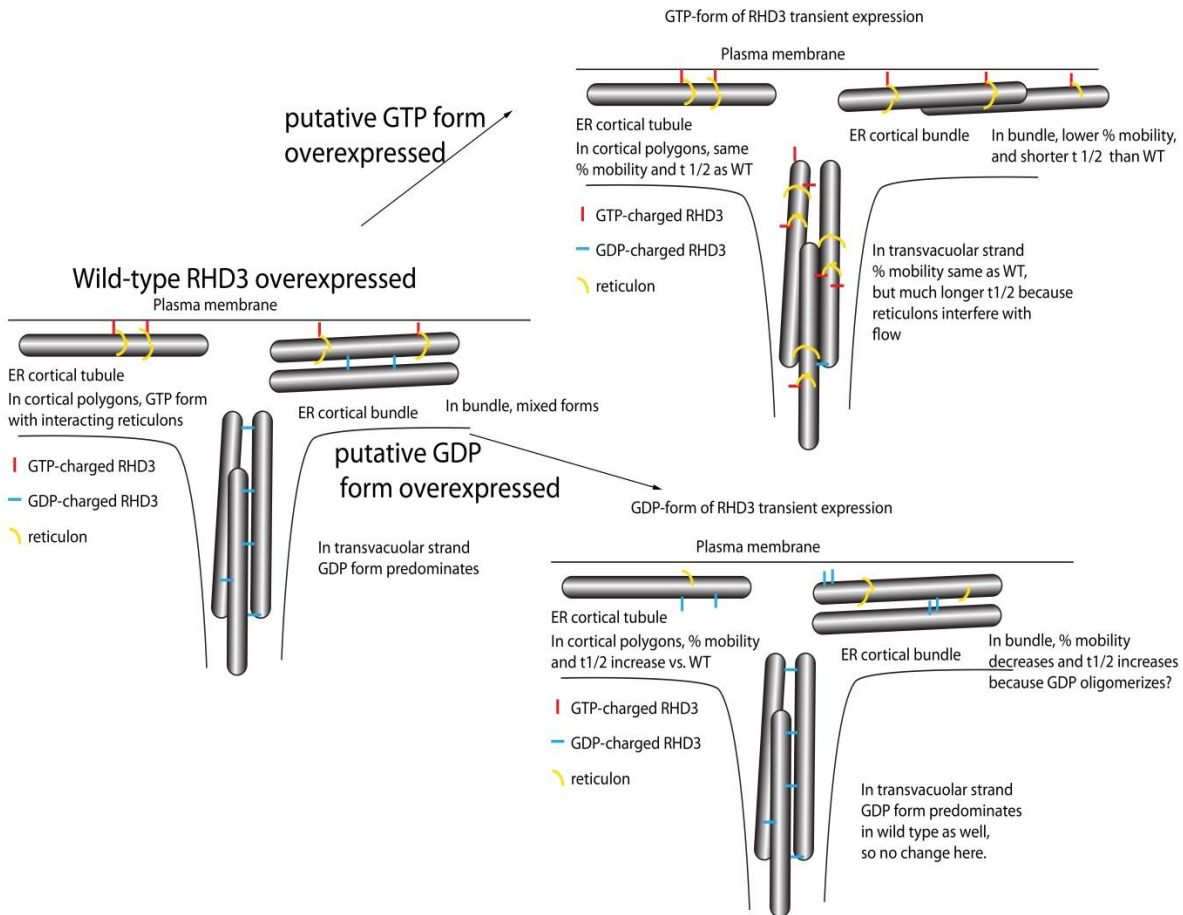 GTP-form of RHD3 transient expression
Plasma membrane
putative GTP form
overexpressed
ER cortical tubule
In cortical polygons, same
% mobility and t 1/2 as WT
ER cortical bundle
In bundle, lower % mobility,
and shorter t 1/2 than WT
GTP-charged RHD3
GDP-charged RHD3
reticulon
In transvacuolar strand
% mobility same as WT,
but much longer t1/2 because
reticulons interfere with
flow
Wild-type RHD3 overexpressed
Plasma membrane
ER cortical tubule
In cortical polygons, GTP form
with interacting reticulons
ER cortical bundle
In bundle, mixed forms
GTP-charged RHD3
GDP-charged RHD3
reticulon
In transvacuolar strand
GDP form predominates
putative GDP
form overexpressed
GDP-form of RHD3 transient expression
Plasma membrane
ER cortical tubule
In cortical polygons, % mobility
and t1/2 increase vs. WT
ER cortical bundle
In bundle, % mobility
decreases and t1/2 increases
because GDP oligomerizes?
GTP-charged RHD3
GDP-charged RHD3
reticulon
In transvacuolar strand
GDP form predominates
in wild type as well,
so no change here.